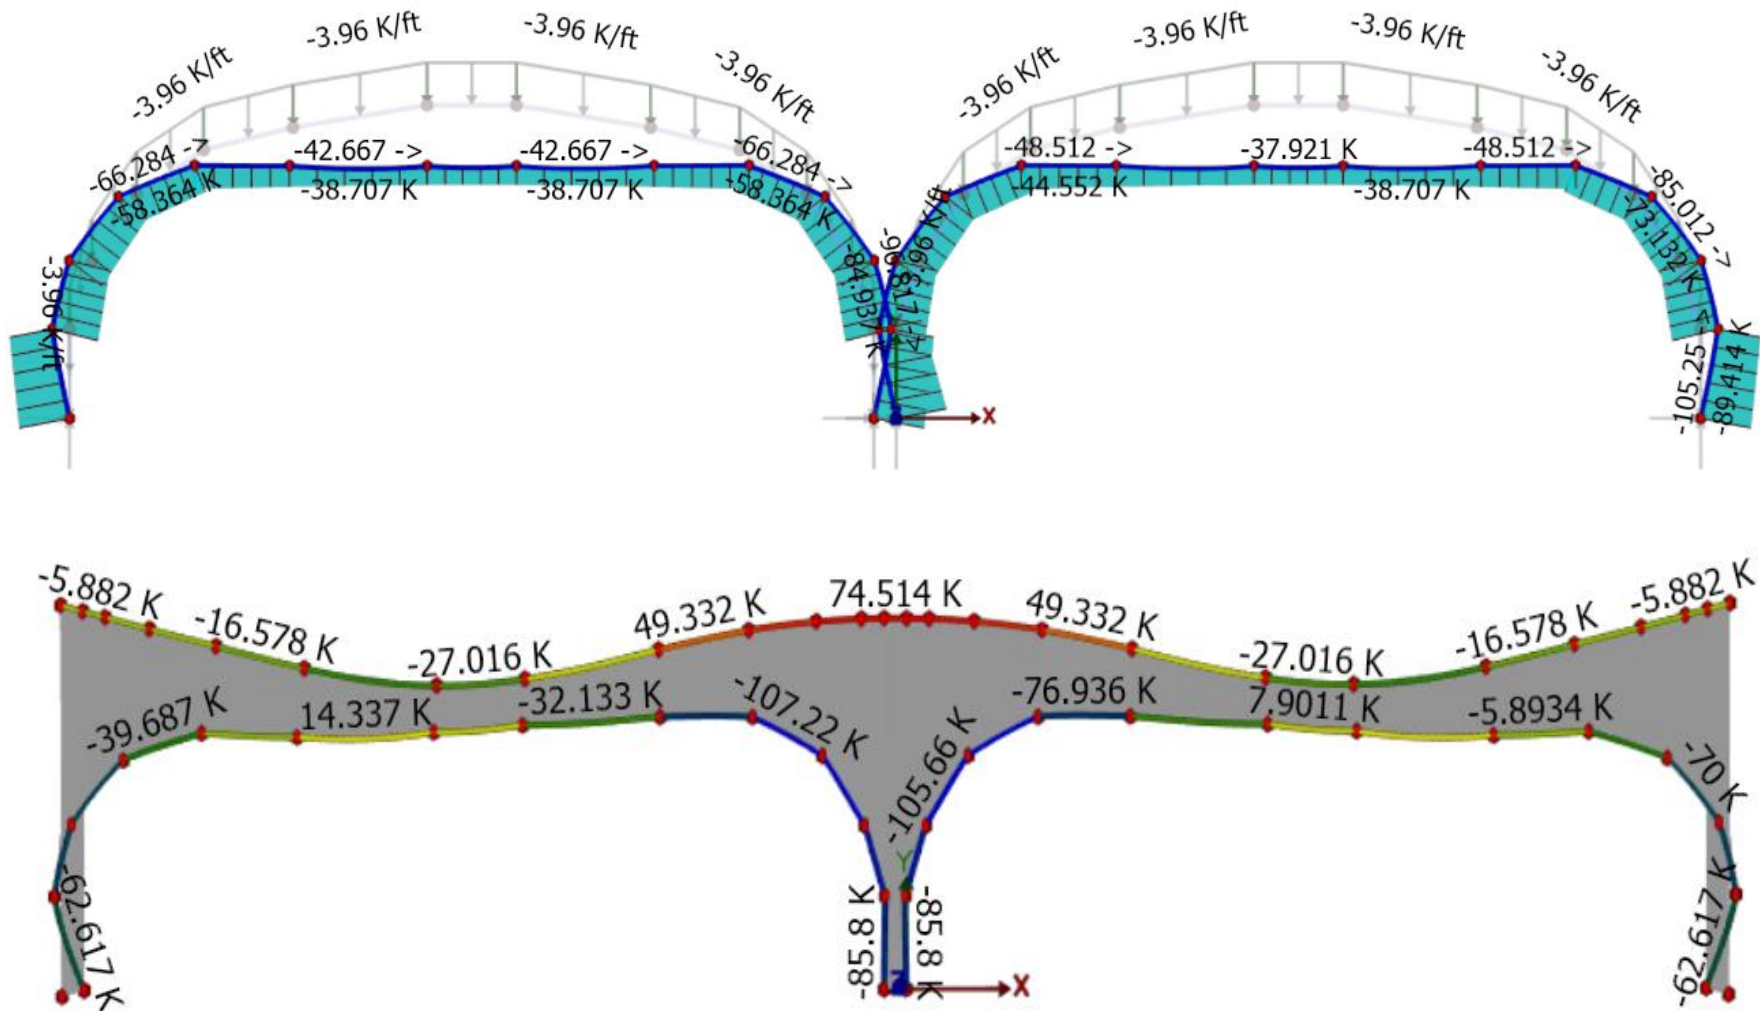 -3.96 K/ft
-3.96 K/ft
-3.96 K/ft
-3.96 K/ft
-3.96 K/ft
-3.96 K/ft
-3.96 K/ft
-3.96 K/ft
-66.284 ->
-42.667 ->
-42.667 ->
-66.284 ->
-48.512 ->
-37.921 K
-48.512 ->
-85.012 ->
-58.364 K
-38.707 K
-38.707 K
-58.364 K
-44.552 K
-38.707 K
-73.132 K
-3.96 K/ft
-84.937 K
-3.96 K/ft
-105.25 ->
-89.414 K
X
-5.882 K
-16.578 K
-27.016 K
49.332 K
74.514 K
49.332 K
-27.016 K
-16.578 K
-5.882 K
-39.687 K
14.337 K
-32.133 K
-107.22 K
-105.66 K
-76.936 K
7.9011 K
-5.8934 K
-70 K
-62.617 K
-85.8 K
-85.8 K
-62.617 K
Y
Z
X